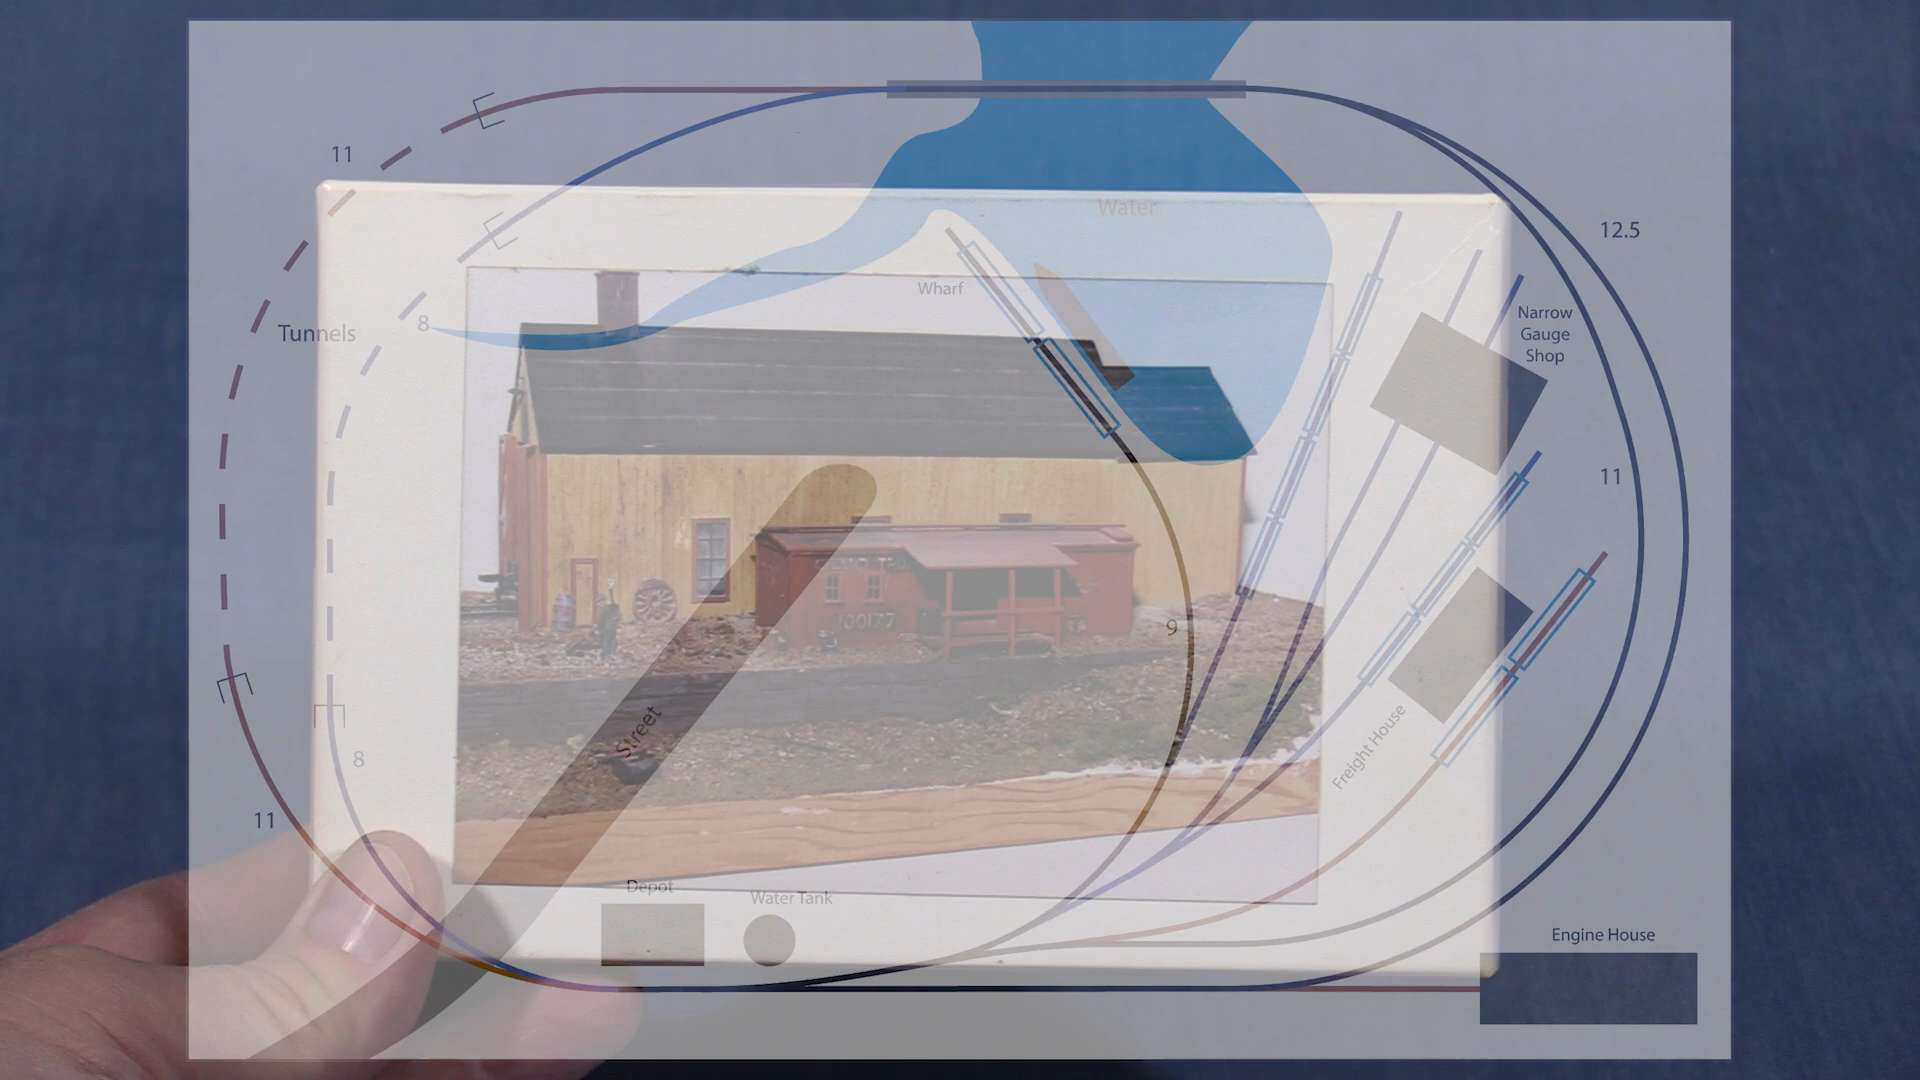 11
Water
12.5
Wharf
Tunnels
8
Narrow
Gauge
Shop
11
100177
9
Street
Freight House
8
11
Depot
Water Tank
Engine House